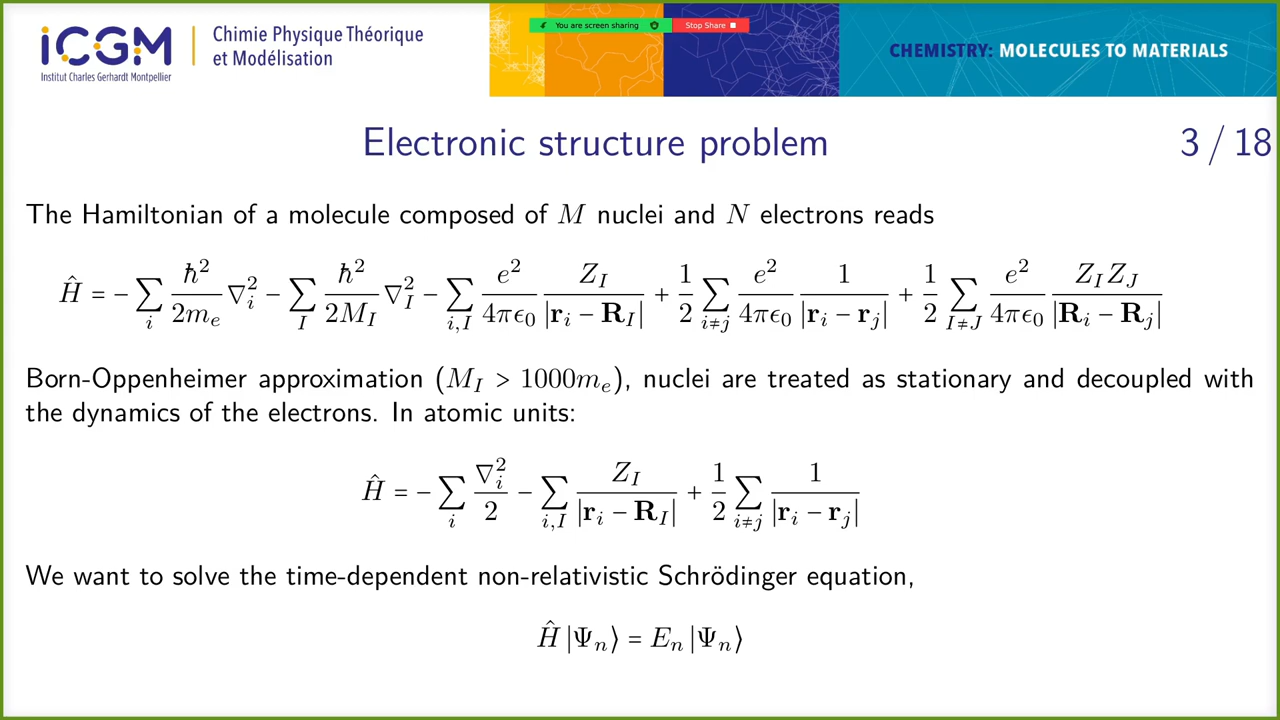 iCGM
Institut Charles Gerhardt Montpellier
Chimie Physique Théorique
et Modélisation
You are screen sharing
Stop Share
CHEMISTRY: MOLECULES TO MATERIALS
Electronic structure problem
3 / 18
The Hamiltonian of a molecule composed of M nuclei and N electrons reads
Ĥ = − ∑_i ħ²/2m_e ∇_i² − ∑_I ħ²/2M_I ∇_I² − ∑_{i,I} e²/4πϵ₀ Z_I/|r_i − R_I| + 1/2 ∑_{i≠j} e²/4πϵ₀ 1/|r_i − r_j| + 1/2 ∑_{I≠J} e²/4πϵ₀ Z_I Z_J/|R_i − R_j|
Born-Oppenheimer approximation (M_I > 1000m_e), nuclei are treated as stationary and decoupled with
the dynamics of the electrons. In atomic units:
Ĥ = − ∑_i ∇_i²/2 − ∑_{i,I} Z_I/|r_i − R_I| + 1/2 ∑_{i≠j} 1/|r_i − r_j|
We want to solve the time-dependent non-relativistic Schrödinger equation,
Ĥ |Ψ_n⟩ = E_n |Ψ_n⟩